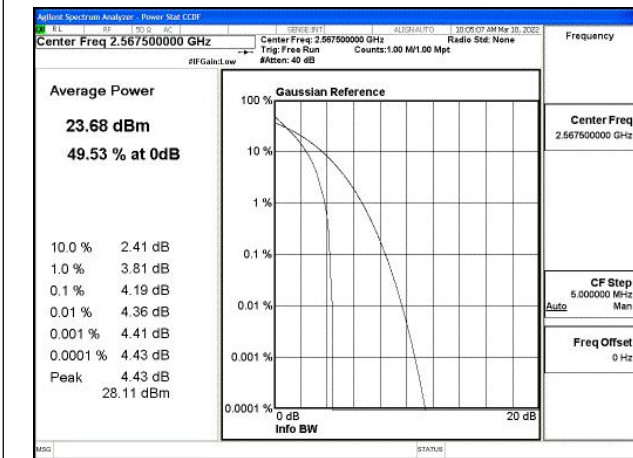 Agilent Spectrum Analyzer - Power Stat CCDF
RL RF 50 Ω AC SENSE:INT ALIGN AUTO 10:05:07 AM Mar 10, 2022
Center Freq 2.567500000 GHz
Center Freq: 2.567500000 GHz Radio Std: None
Trig: Free Run Counts:1.00 M/1.00 Mpt
#IFGain:Low #Atten: 40 dB
Frequency
Average Power
23.68 dBm
49.53 % at 0dB
10.0 % 2.41 dB
1.0 % 3.81 dB
0.1 % 4.19 dB
0.01 % 4.36 dB
0.001 % 4.41 dB
0.0001 % 4.43 dB
Peak 4.43 dB
28.11 dBm
Gaussian Reference
100 %
10 %
1 %
0.1 %
0.01 %
0.001 %
0.0001 %
0 dB 20 dB
Info BW
Center Freq
2.567500000 GHz
CF Step
5.000000 MHz
Auto Man
Freq Offset
0 Hz
MSG STATUS